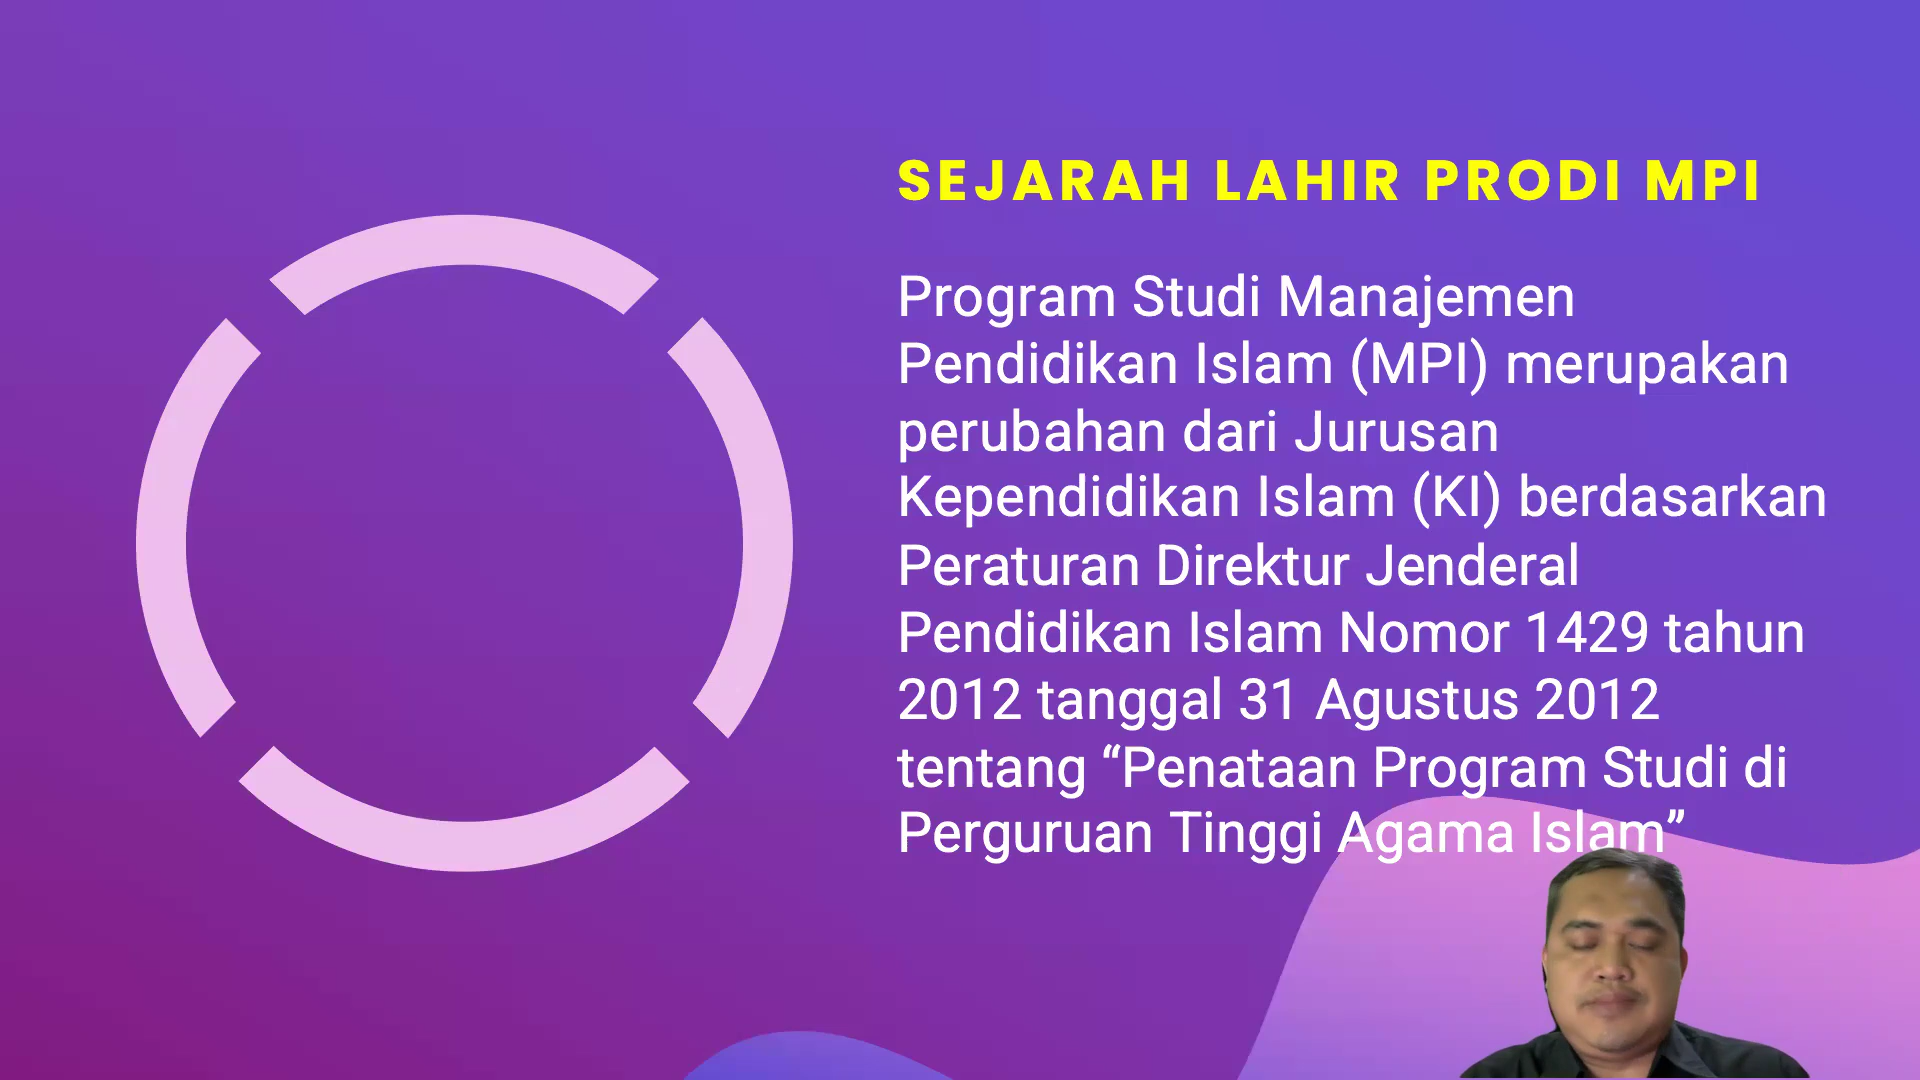 SEJARAH LAHIR PRODI MPI
Program Studi Manajemen
Pendidikan Islam (MPI) merupakan
perubahan dari Jurusan
Kependidikan Islam (KI) berdasarkan
Peraturan Direktur Jenderal
Pendidikan Islam Nomor 1429 tahun
2012 tanggal 31 Agustus 2012
tentang “Penataan Program Studi di
Perguruan Tinggi Agama Islam”